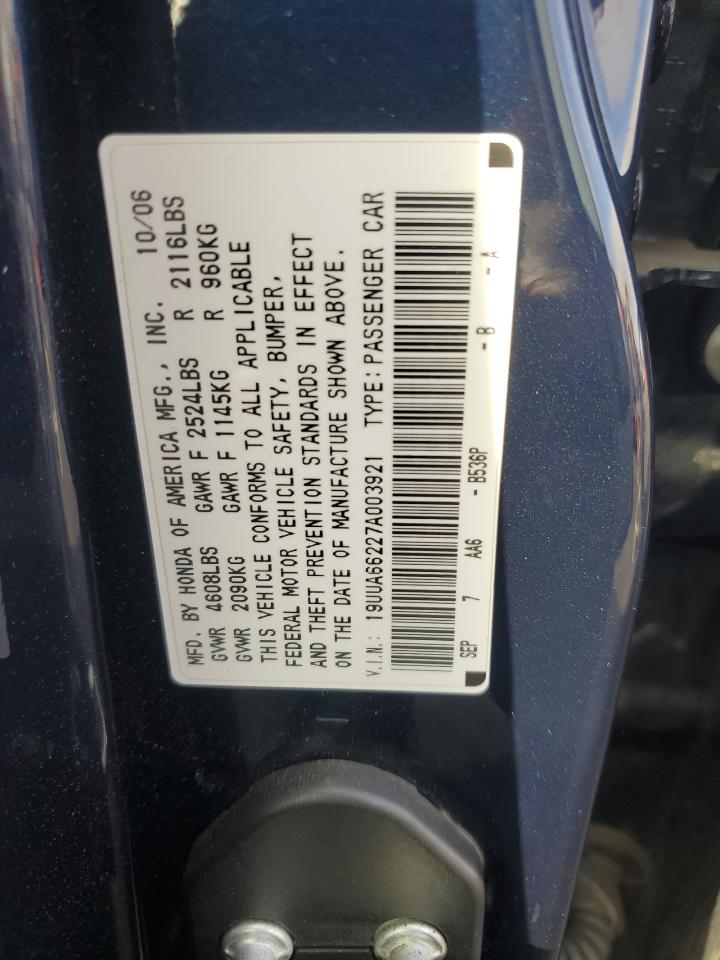 MFD. BY HONDA OF AMERICA MFG., INC. 10/06
GVWR 4608LBS GAWR F 2524LBS R 2116LBS
GVWR 2090KG GAWR F 1145KG R 960KG
THIS VEHICLE CONFORMS TO ALL APPLICABLE
FEDERAL MOTOR VEHICLE SAFETY, BUMPER,
AND THEFT PREVENTION STANDARDS IN EFFECT
ON THE DATE OF MANUFACTURE SHOWN ABOVE.
V.I.N.: 19UUA66227A003921 TYPE: PASSENGER CAR
SEP 7 AA6 - B536P - B - A